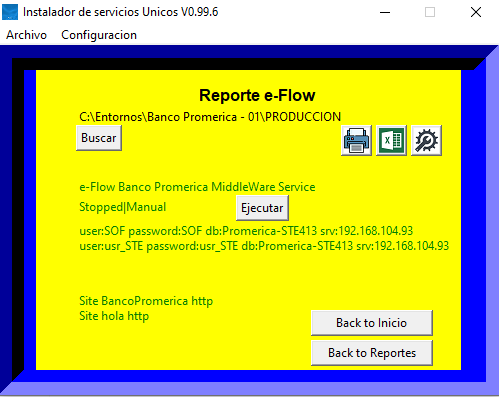 Instalador de servicios Unicos V0.99.6
Archivo Configuracion
Reporte e-Flow
C:\Entornos\Banco Promerica - 01\PRODUCCION
Buscar
e-Flow Banco Promerica MiddleWare Service
Stopped|Manual
Ejecutar
user:SOF password:SOF db:Promerica-STE413 srv:192.168.104.93
user:usr_STE password:usr_STE db:Promerica-STE413 srv:192.168.104.93
Site BancoPromerica http
Site hola http
Back to Inicio
Back to Reportes